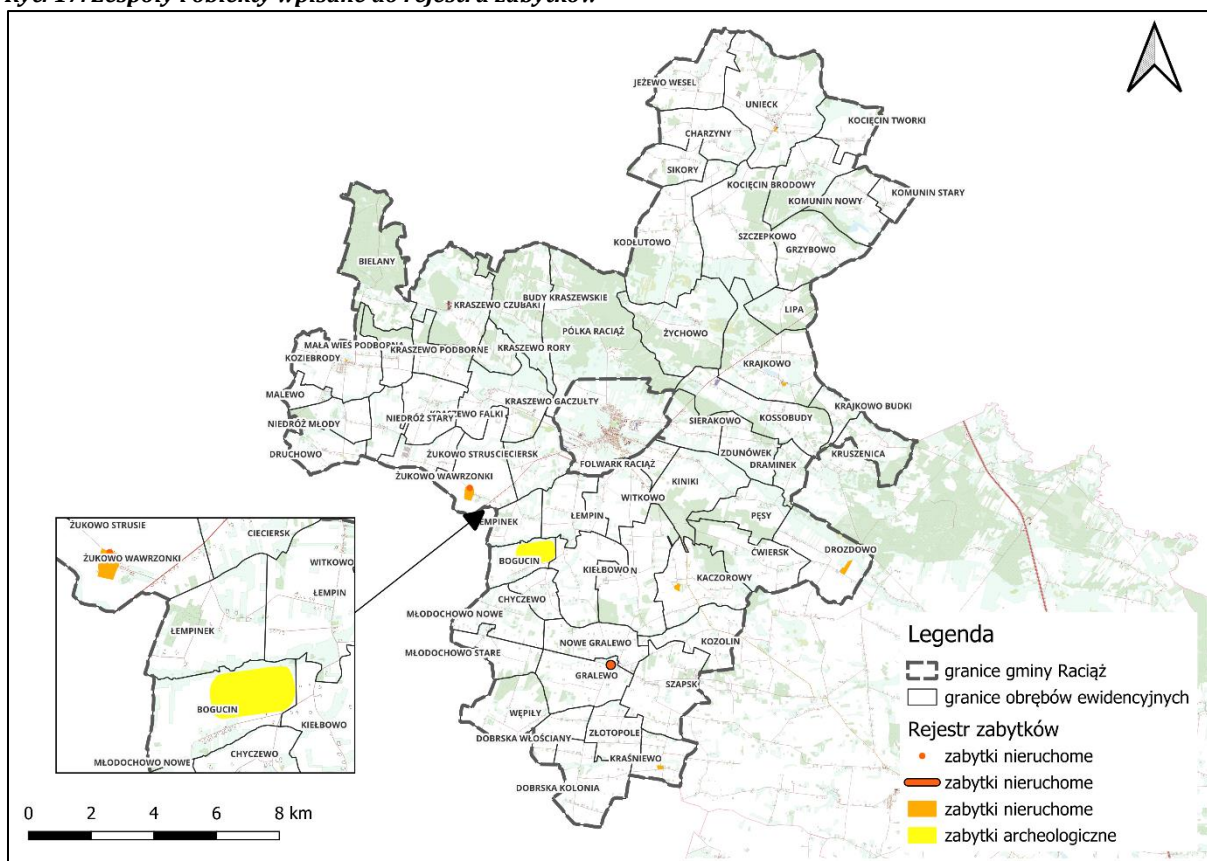 Ryc. 17. Zespoły i obiekty wpisane do rejestru zabytków
JEŻEWO WESEL
UNIECK
KOCIĘCIN TWORKI
CHARZYNY
SIKORY
KOCIĘCIN BRODOWY
KOMUNIN STARY
KOMUNIN NOWY
KODŁUTOWO
SZCZEPKOWO
GRZYBOWO
BIELANY
BUDY KRASZEWSKIE
KRASZEWO CZUBAKI
LIPA
PÓLKA RACIĄŻ
ŻYCHOWO
MAŁA WIEŚ PODBORNA
KRASZEWO PODBORNE
KRASZEWO RORY
KOZIEBRODY
KRAJKOWO
MALEWO
KRASZEWO GACZUŁTY
NIEDRÓŻ STARY
KRASZEWO FALKI
KRAJKOWO BUDKI
NIEDRÓŻ MŁODY
SIERAKOWO
KOSSOBUDY
DRUCHOWO
ŻUKOWO STRUSIE
CIECIERSK
ZDUNÓWEK
KRUSZENICA
FOLWARK RACIĄŻ
DRAMINEK
ŻUKOWO WAWRZONKI
KINIKI
WITKOWO
ŁEMPINEK
ŁEMPIN
PĘSY
ĆWIERSK
DROZDOWO
BOGUCIN
KIEŁBOWO
KACZOROWY
CHYCZEWO
MŁODOCHOWO NOWE
NOWE GRALEWO
KOZOLIN
MŁODOCHOWO STARE
GRALEWO
SZAPSK
WĘPIŁY
ZŁOTOPOLE
DOBRSKA WŁOŚCIANY
KRAŚNIEWO
DOBRSKA KOLONIA
ŻUKOWO STRUSIE
CIECIERSK
ŻUKOWO WAWRZONKI
WITKOWO
ŁEMPIN
ŁEMPINEK
BOGUCIN
KIEŁBOWO
CHYCZEWO
MŁODOCHOWO NOWE
0 2 4 6 8 km
Legenda
granice gminy Raciąż
granice obrębów ewidencyjnych
Rejestr zabytków
zabytki nieruchome
zabytki nieruchome
zabytki nieruchome
zabytki archeologiczne